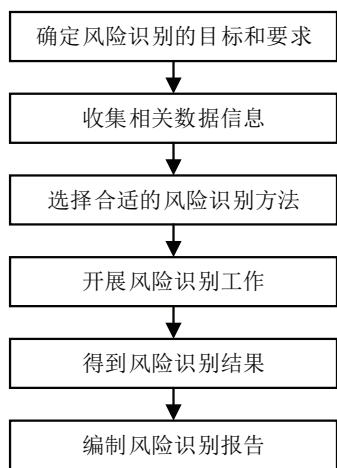 确定风险识别的目标和要求
收集相关数据信息
选择合适的风险识别方法
开展风险识别工作
得到风险识别结果
编制风险识别报告